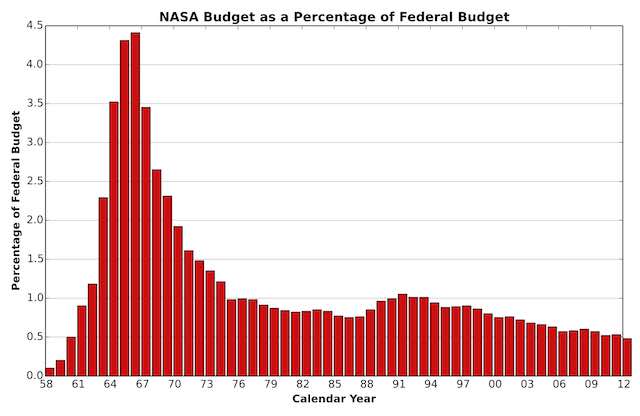 NASA Budget as a Percentage of Federal Budget
4.5
4.0
3.5
3.0
2.5
2.0
1.5
1.0
0.5
0.0
Percentage of Federal Budget
58 61 64 67 70 73 76 79 82 85 88 91 94 97 00 03 06 09 12
Calendar Year